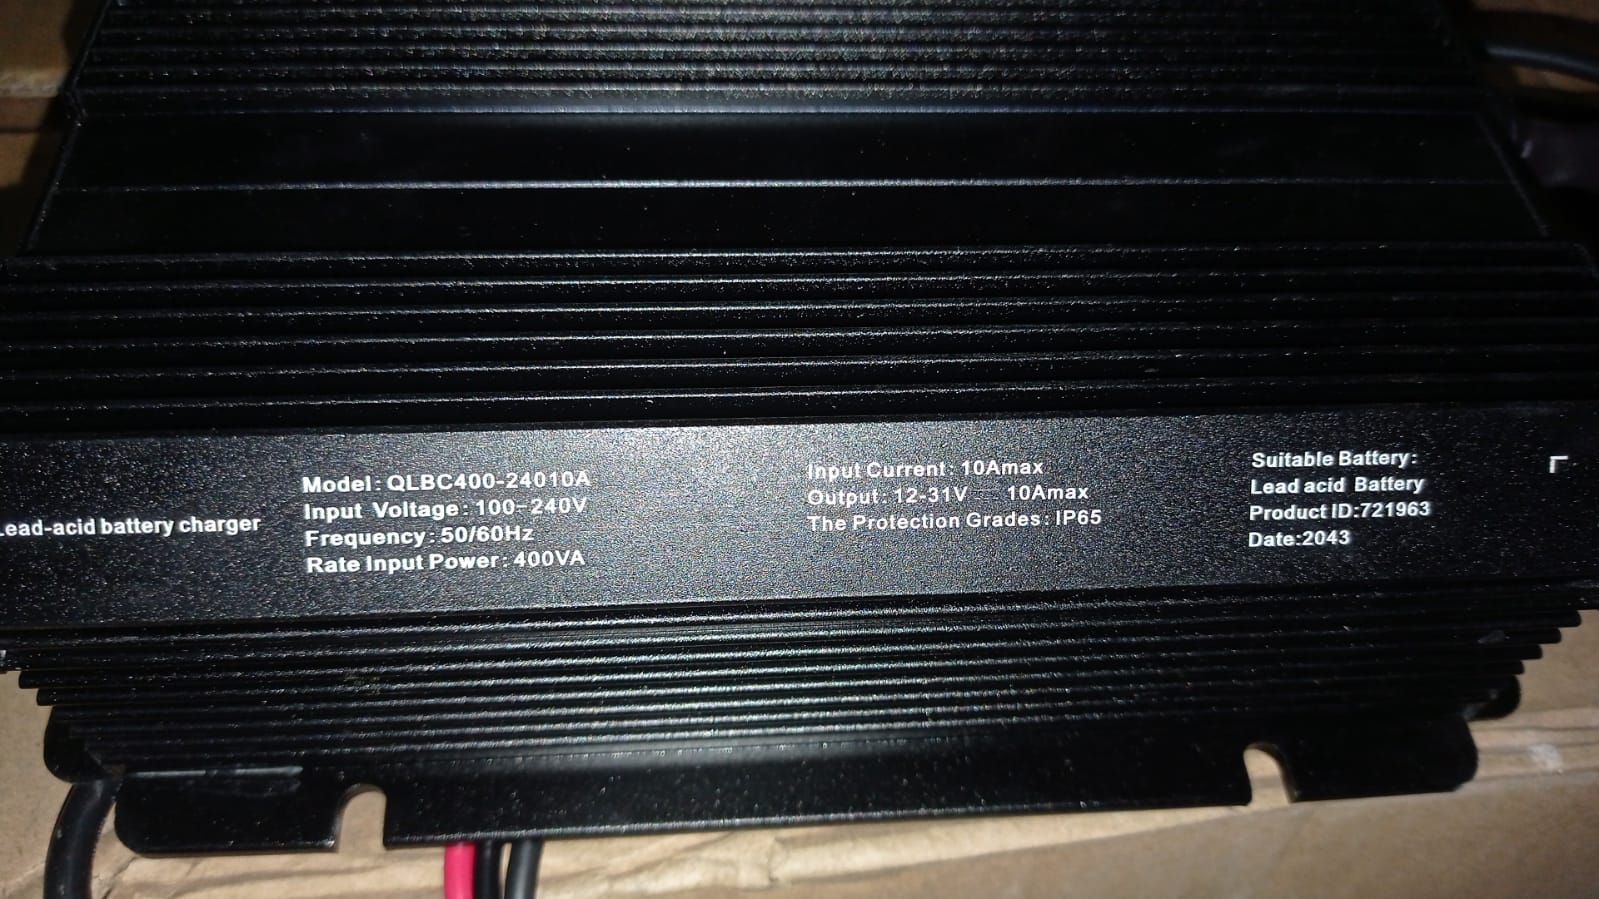 Lead-acid battery charger
Model: QLBC400-24010A
Input Voltage: 100-240V
Frequency: 50/60Hz
Rate Input Power: 400VA
Input Current: 10Amax
Output: 12-31V 10Amax
The Protection Grades: IP65
Suitable Battery:
Lead acid Battery
Product ID:721963
Date:2043